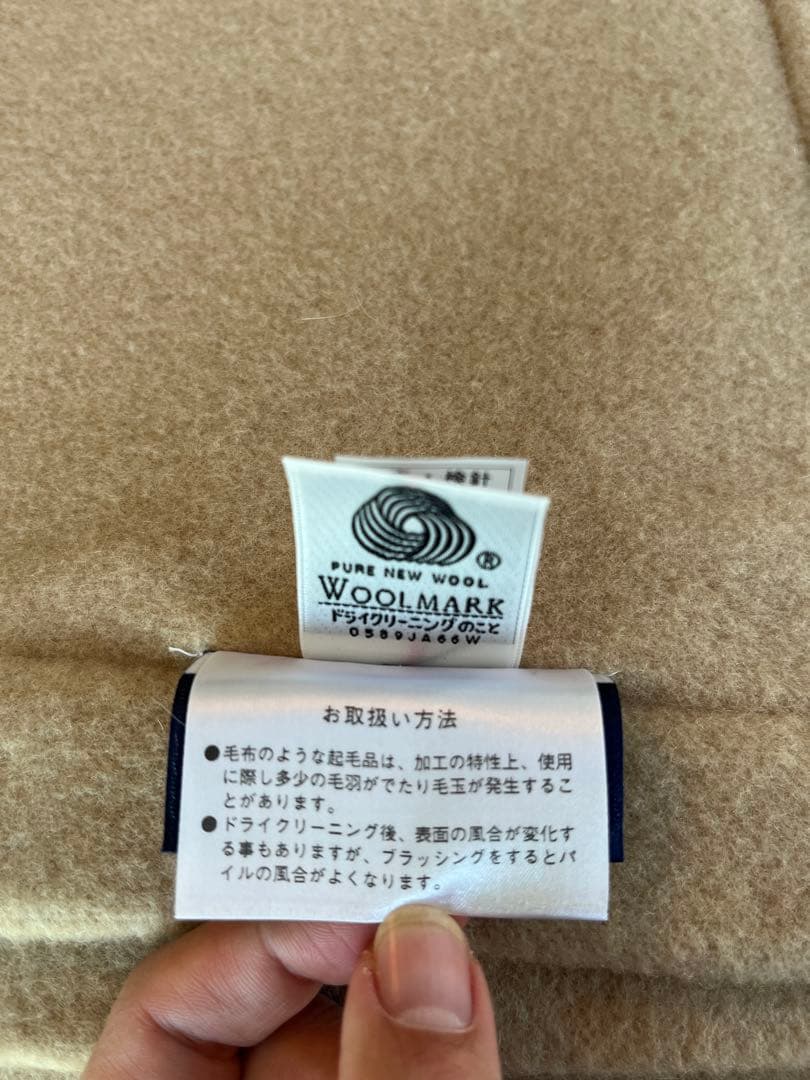 検針
®
PURE NEW WOOL
WOOLMARK
ドライクリーニングのこと
0589JA66W
お取扱い方法
●毛布のような起毛品は、加工の特性上、使用
に際し多少の毛羽がでたり毛玉が発生するこ
とがあります。
●ドライクリーニング後、表面の風合が変化す
る事もありますが、ブラッシングをするとパ
イルの風合がよくなります。